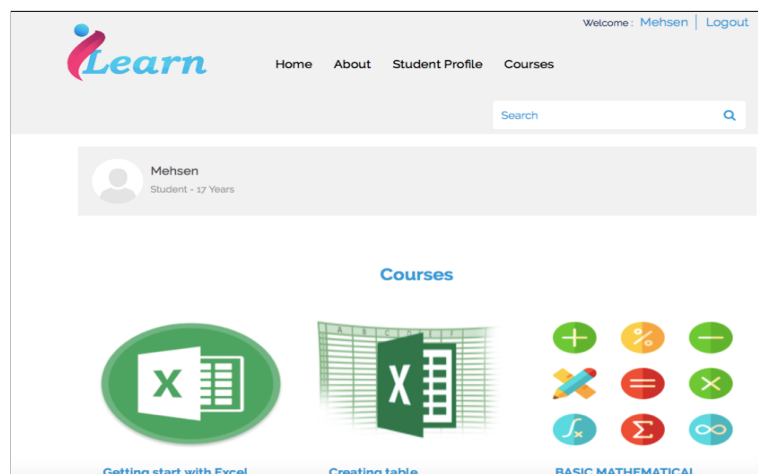 Welcome : Mehsen | Logout
iLearn
Home About Student Profile Courses
Search
Mehsen
Student - 17 Years
Courses
A B C D E F
X
X
+ % −
= ×
∫x Σ ∞
Getting start with Excel
Creating table
BASIC MATHEMATICAL